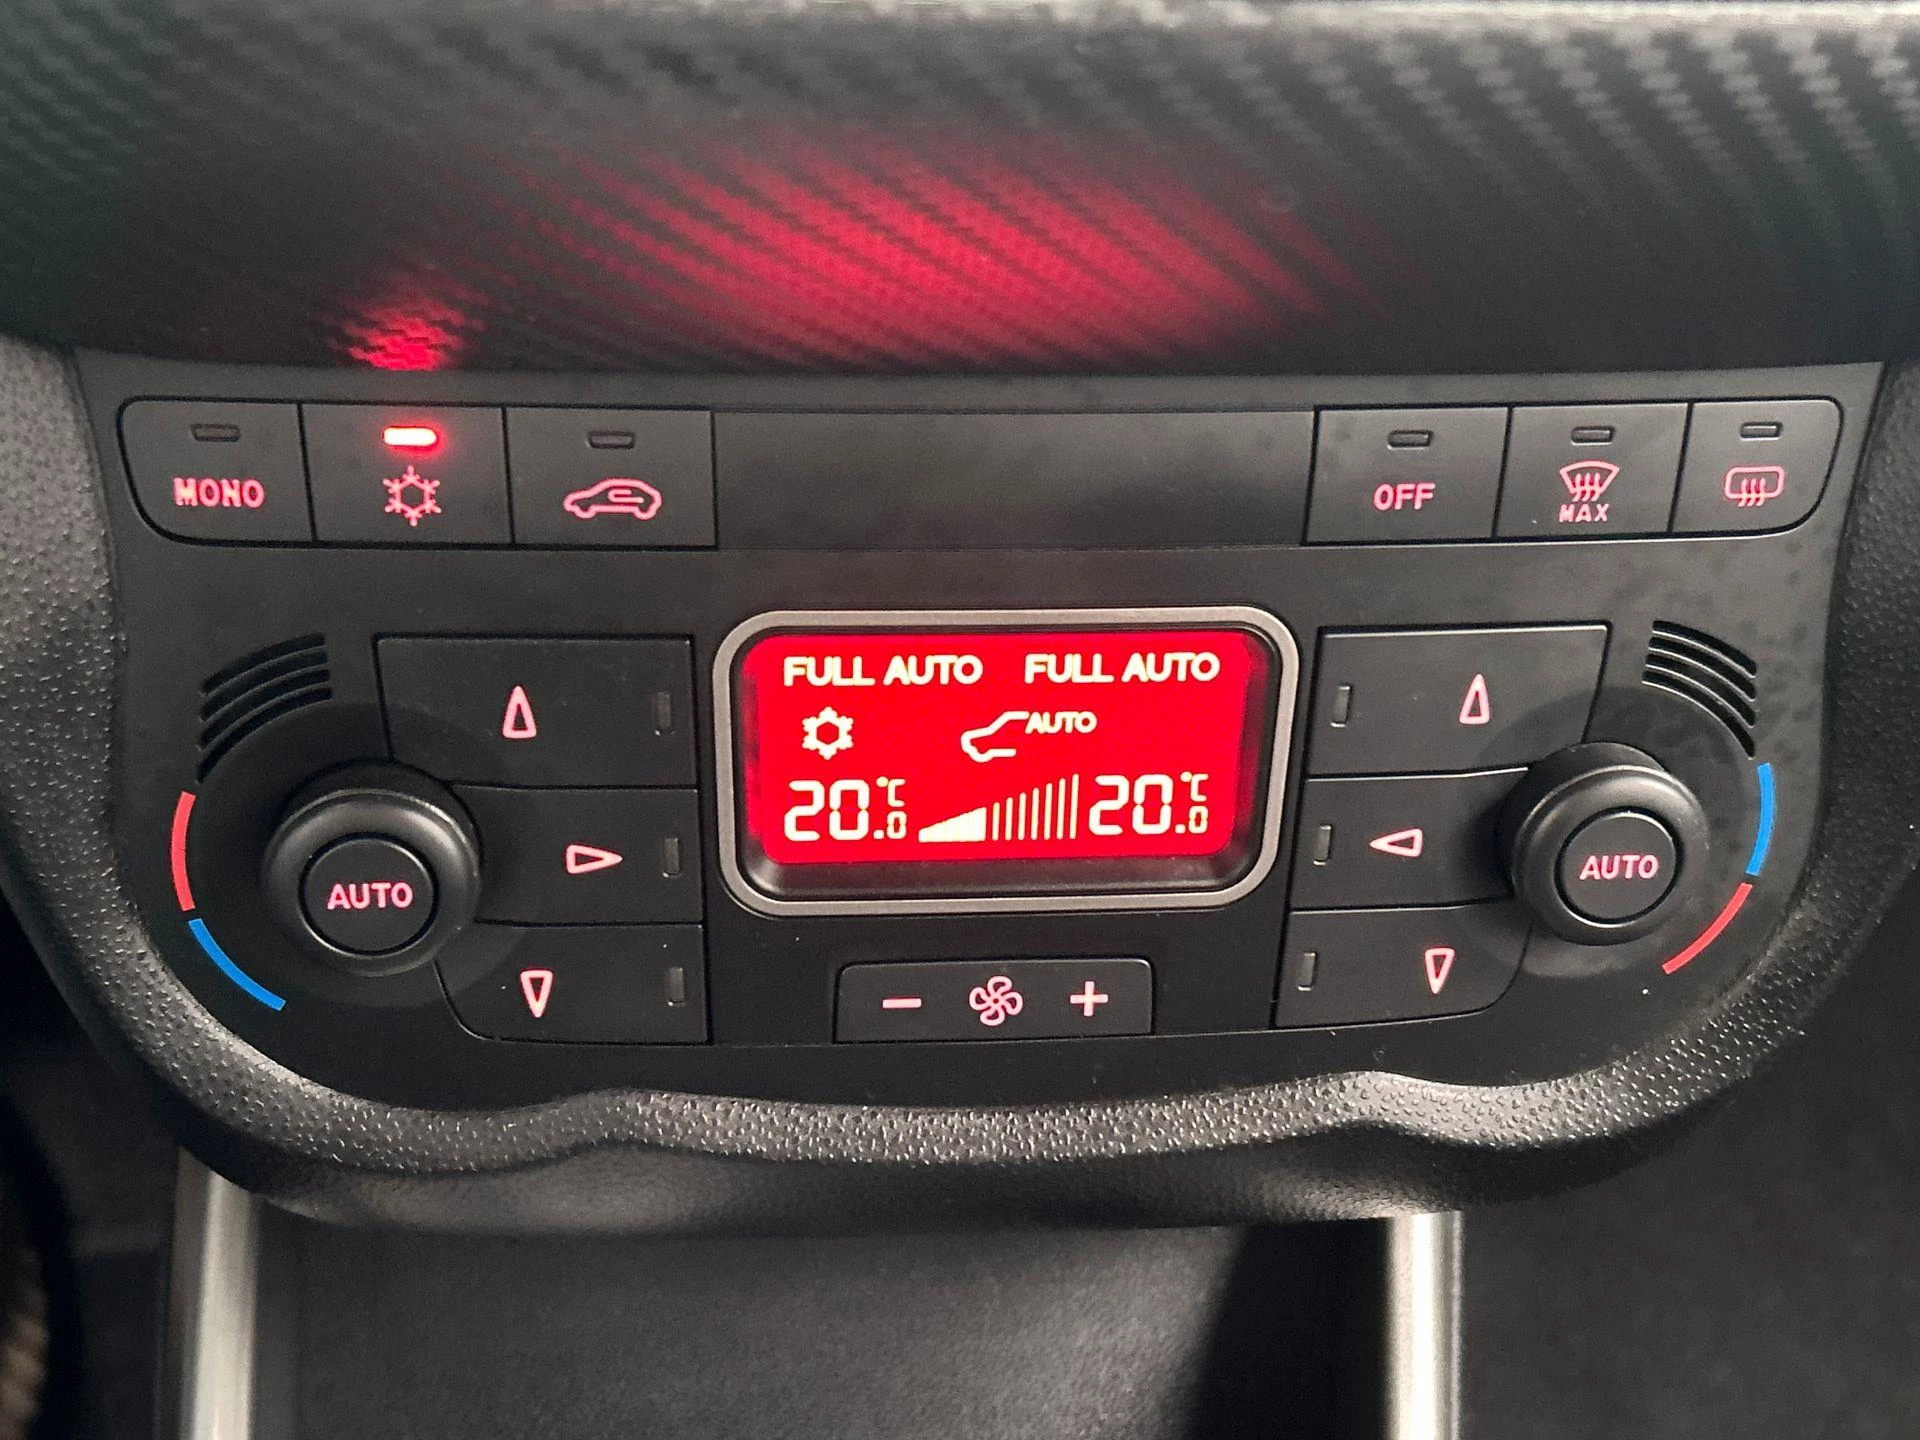 MONO
OFF
MAX
FULL AUTO FULL AUTO
AUTO
20.0 °C 20.0 °C
AUTO
AUTO
- +